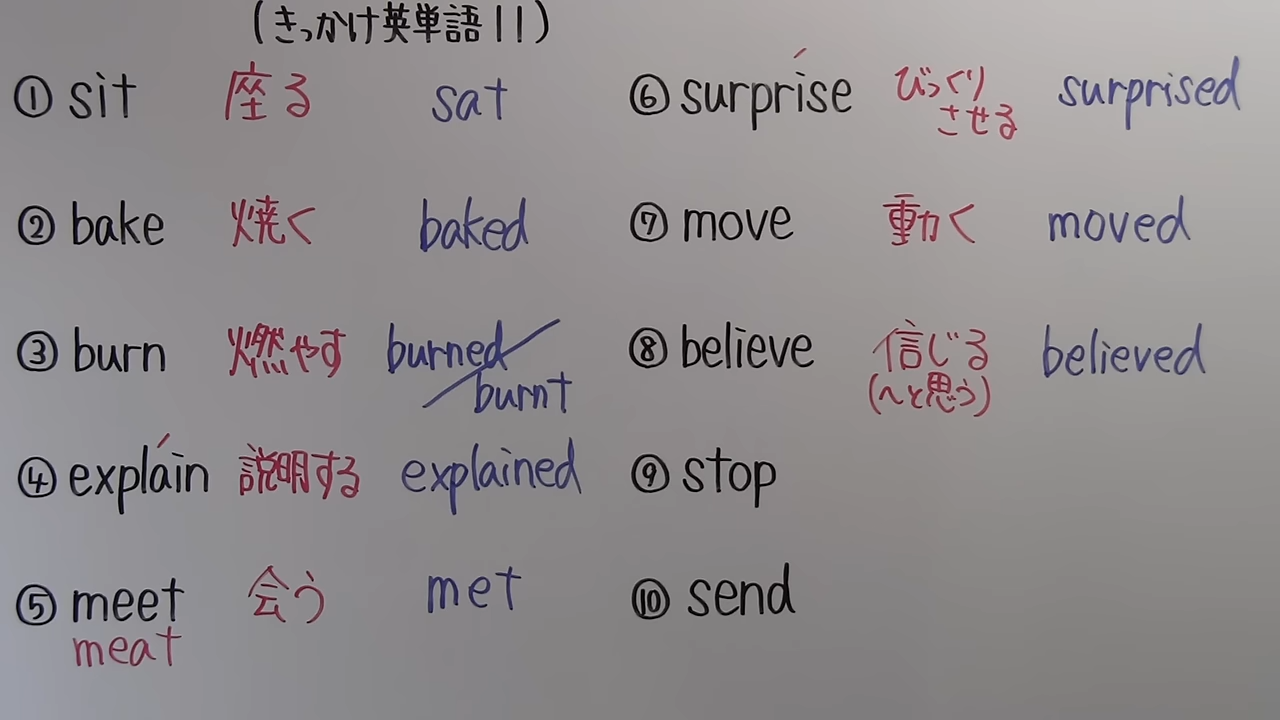 (きっかけ英単語11)
① sit 座る sat
② bake 焼く baked
③ burn 燃やす burned / burnt
④ explain 説明する explained
⑤ meet 会う met
meat
⑥ surprise びっくり surprised
させる
⑦ move 動く moved
⑧ believe 信じる believed
(〜と思う)
⑨ stop
⑩ send